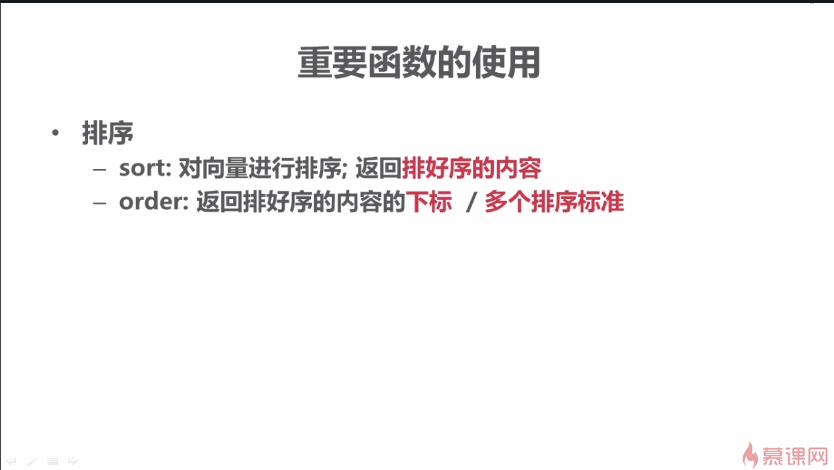 重要函数的使用
• 排序
– sort: 对向量进行排序; 返回排好序的内容
– order: 返回排好序的内容的下标 / 多个排序标准
慕课网